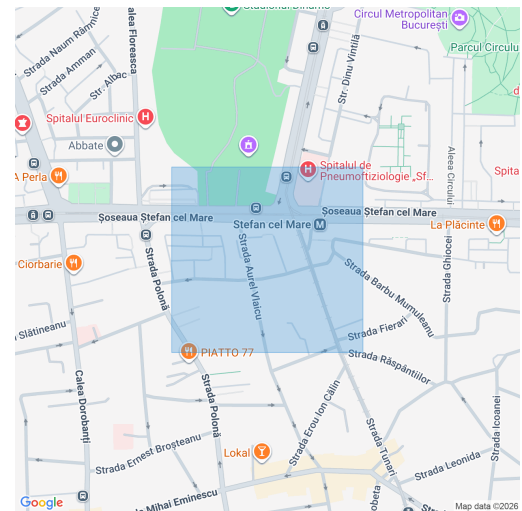 Stadionul Dinamo
Circul Metropolitan
București
Parcul Circului
Strada Naum Râmnic
Calea Floreasca
Strada Amman
Str. Albac
Str. Dinu Vintilă
Spitalul Euroclinic
Abbate
Spitalul de
Pneumoftiziologie „Sf...
Spita
Perla
Aleea Circului
Șoseaua Ștefan cel Mare
Șoseaua Ștefan cel Mare
Ștefan cel Mare
La Plăcinte
Ciorbarie
Strada Polonă
Strada Aurel Vlaicu
Strada Barbu Mumuleanu
Strada Ghiocei
Slătineanu
Strada Fierari
PIATTO 77
Strada Răspântiilor
Calea Dorobanți
Strada Polonă
Strada Erou Ion Călin
Strada Icoanei
Strada Ernest Broșteanu
Lokal
Strada Tunari
Strada Leonida
Strada Mihai Eminescu
Google
Map data ©2026